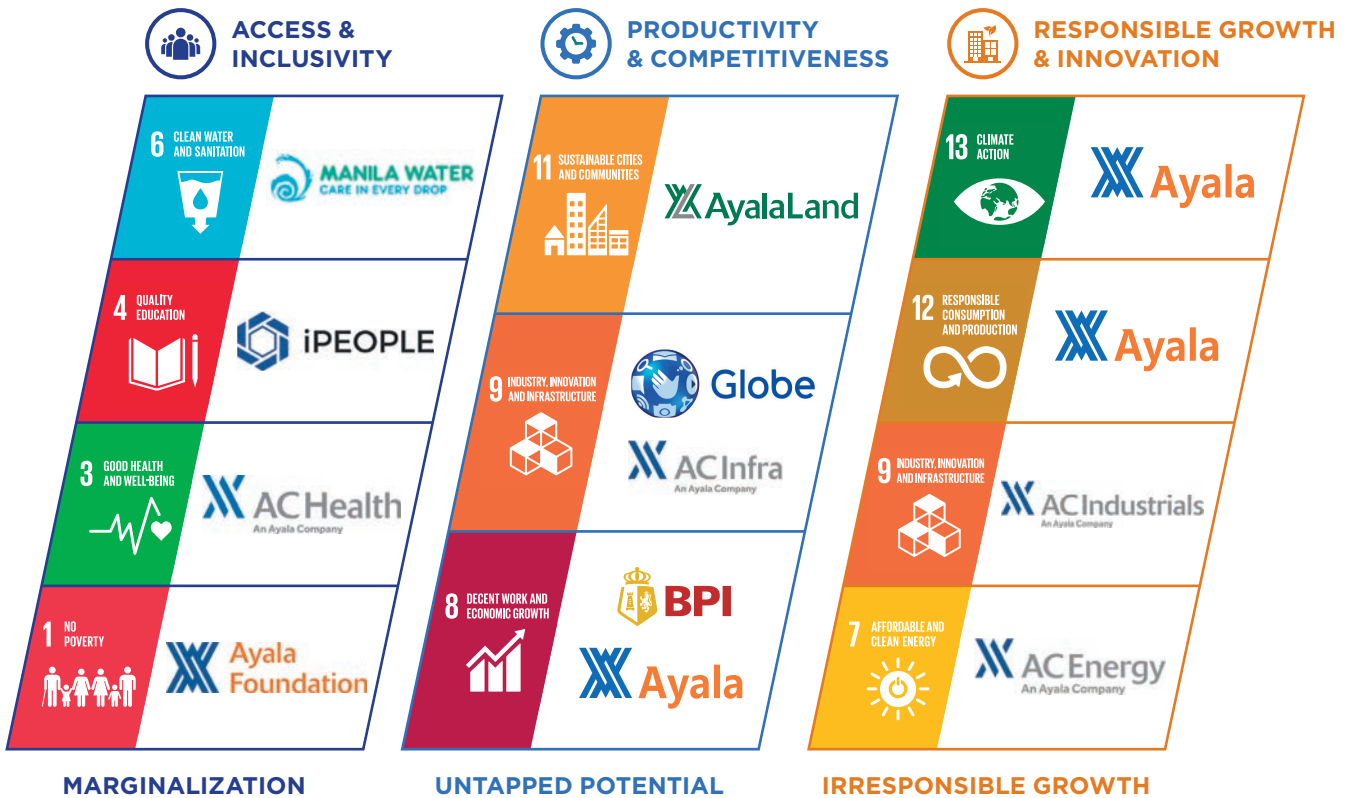 ACCESS &
INCLUSIVITY
6 CLEAN WATER
AND SANITATION
MANILA WATER
CARE IN EVERY DROP
4 QUALITY
EDUCATION
iPEOPLE
3 GOOD HEALTH
AND WELL-BEING
AC Health
An Ayala Company
1 NO
POVERTY
Ayala
Foundation
MARGINALIZATION
PRODUCTIVITY
& COMPETITIVENESS
11 SUSTAINABLE CITIES
AND COMMUNITIES
AyalaLand
9 INDUSTRY, INNOVATION
AND INFRASTRUCTURE
Globe
AC Infra
An Ayala Company
8 DECENT WORK AND
ECONOMIC GROWTH
BPI
Ayala
UNTAPPED POTENTIAL
RESPONSIBLE GROWTH
& INNOVATION
13 CLIMATE
ACTION
Ayala
12 RESPONSIBLE
CONSUMPTION
AND PRODUCTION
Ayala
9 INDUSTRY, INNOVATION
AND INFRASTRUCTURE
AC Industrials
An Ayala Company
7 AFFORDABLE AND
CLEAN ENERGY
AC Energy
An Ayala Company
IRRESPONSIBLE GROWTH